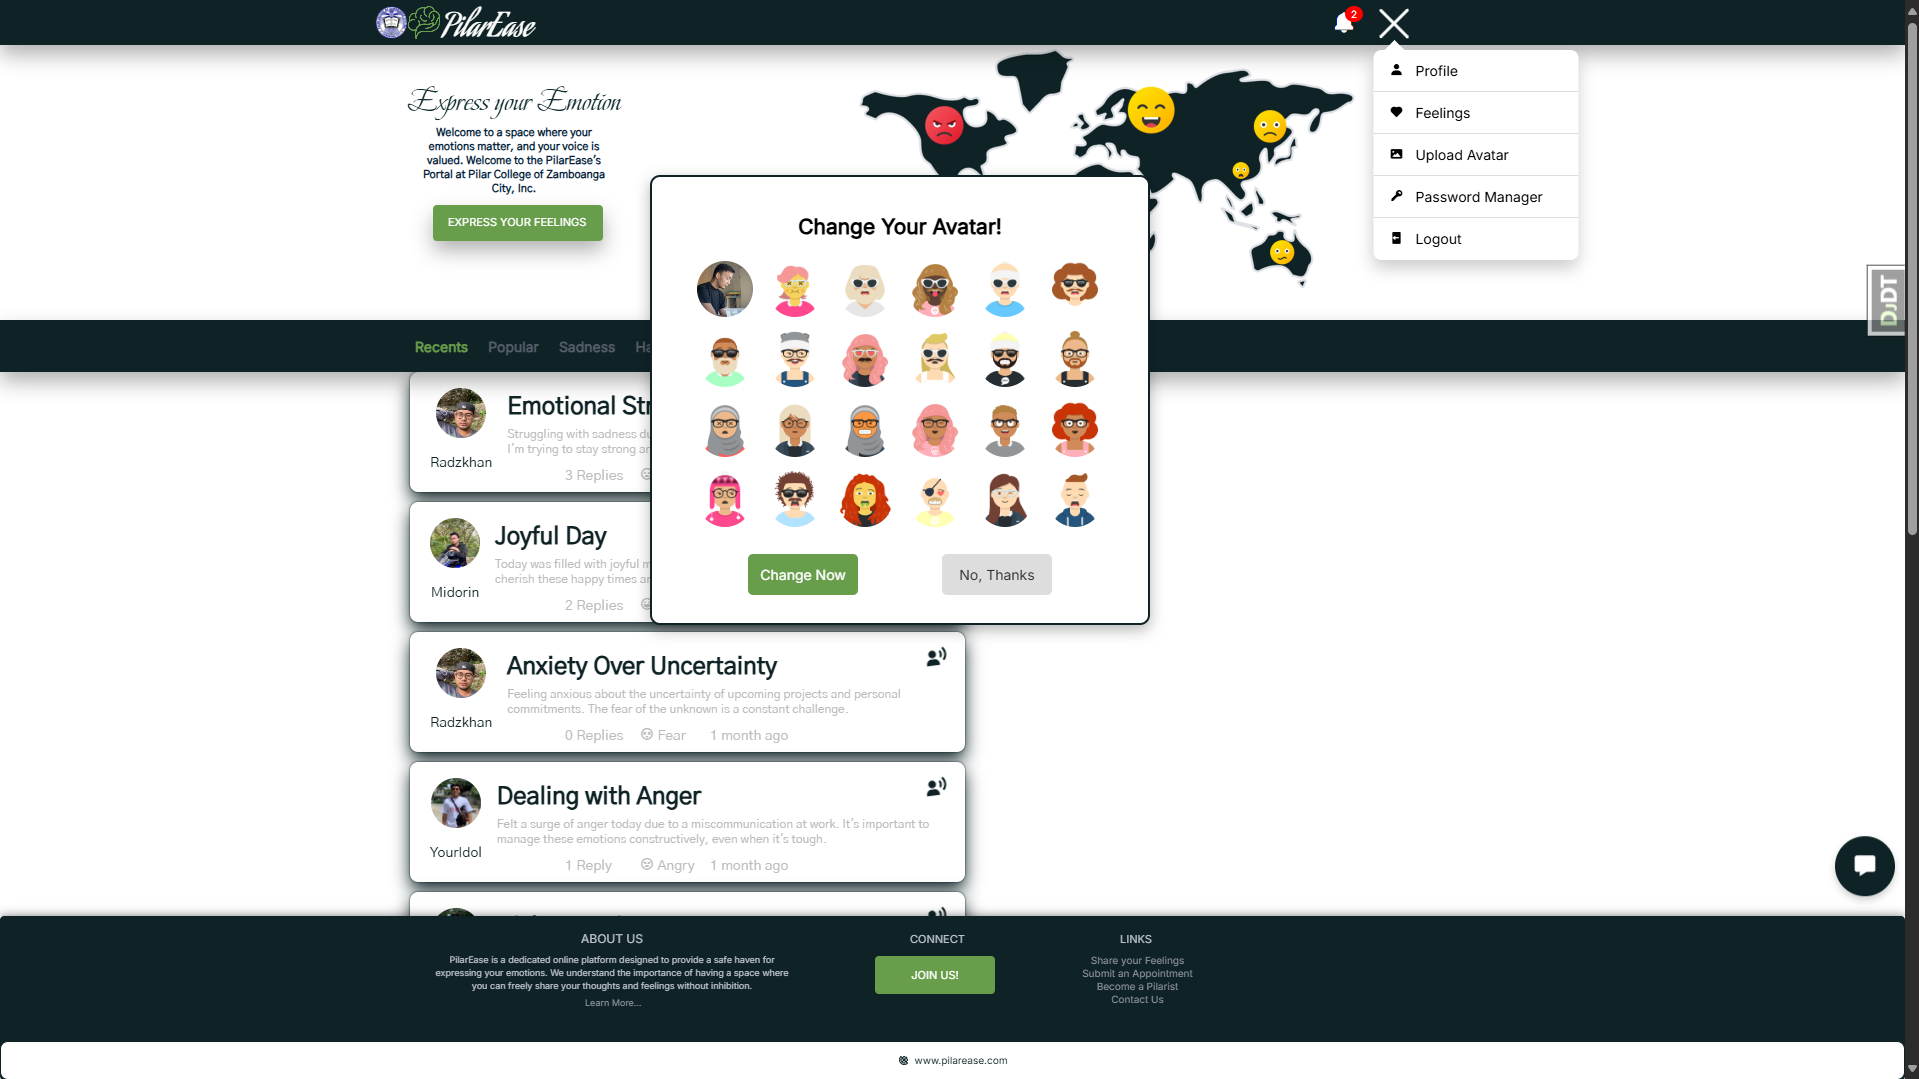 PilarEase
2
Profile
Feelings
Upload Avatar
Password Manager
Logout
Express your Emotion
Welcome to a space where your
emotions matter, and your voice is
valued. Welcome to the PilarEase's
Portal at Pilar College of Zamboanga
City, Inc.
EXPRESS YOUR FEELINGS
DJDT
Change Your Avatar!
Change Now
No, Thanks
Recents
Popular
Sadness
Ha
Emotional Str
Struggling with sadness du
I'm trying to stay strong an
Radzkhan
3 Replies
Joyful Day
Today was filled with joyful m
cherish these happy times an
Midorin
2 Replies
Anxiety Over Uncertainty
Feeling anxious about the uncertainty of upcoming projects and personal
commitments. The fear of the unknown is a constant challenge.
Radzkhan
0 Replies
Fear
1 month ago
Dealing with Anger
Felt a surge of anger today due to a miscommunication at work. It's important to
manage these emotions constructively, even when it's tough.
YourIdol
1 Reply
Angry
1 month ago
ABOUT US
PilarEase is a dedicated online platform designed to provide a safe haven for
expressing your emotions. We understand the importance of having a space where
you can freely share your thoughts and feelings without inhibition.
Learn More...
CONNECT
JOIN US!
LINKS
Share your Feelings
Submit an Appointment
Become a Pilarist
Contact Us
www.pilarease.com